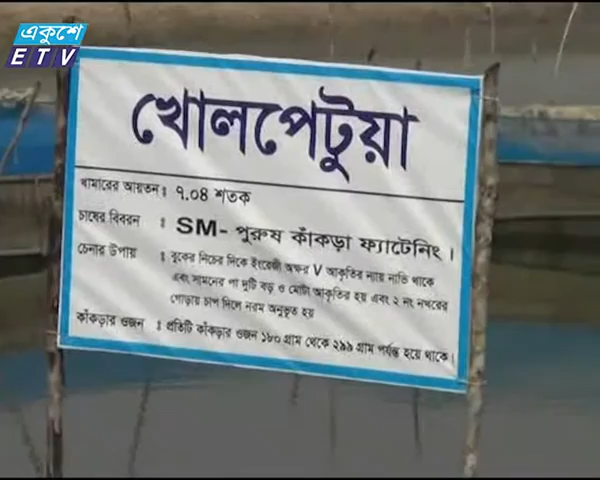 একুশে
ETV
খোলপেটুয়া
খামারের আয়তন : ৭.০৪ শতক
চাষের বিবরন : SM- পুরুষ কাঁকড়া ফ্যাটেনিং।
চেনার উপায় : বুকের নিচের দিকে ইংরেজী অক্ষর V আকৃতির ন্যায় নাভি থাকে
এবং সামনের পা দুটি বড় ও মোটা আকৃতির হয় এবং ২ নং নখরের
গোড়ায় চাপ দিলে নরম অনুভূত হয়
কাঁকড়ার ওজন : প্রতিটি কাঁকড়ার ওজন ১৮০ গ্রাম থেকে ২৯৯ গ্রাম পর্যন্ত হয়ে থাকে।